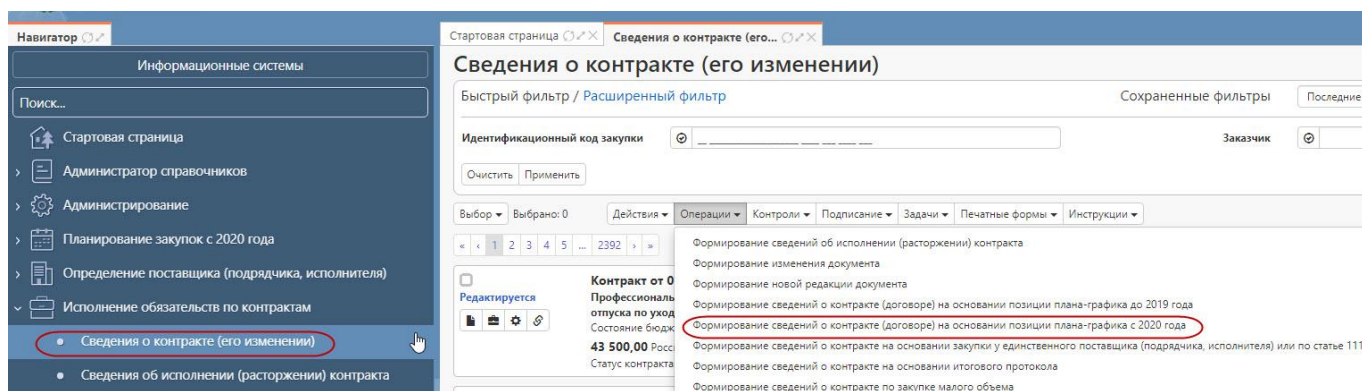 Навигатор
Информационные системы
Поиск...
Стартовая страница
Администратор справочников
Администрирование
Планирование закупок с 2020 года
Определение поставщика (подрядчика, исполнителя)
Исполнение обязательств по контрактам
Сведения о контракте (его изменении)
Сведения об исполнении (расторжении) контракта
Стартовая страница
Сведения о контракте (его...
Сведения о контракте (его изменении)
Быстрый фильтр / Расширенный фильтр
Сохраненные фильтры
Последние
Идентификационный код закупки
Заказчик
Очистить Применить
Выбор Выбрано: 0 Действия Операции Контроли Подписание Задачи Печатные формы Инструкции
« ‹ 1 2 3 4 5 ... 2392 › »
Редактируется
Контракт от 0
Профессиональ
отпуска по уход
Состояние бюдж
43 500,00 Росс
Статус контракта
Формирование сведений об исполнении (расторжении) контракта
Формирование изменения документа
Формирование новой редакции документа
Формирование сведений о контракте (договоре) на основании позиции плана-графика до 2019 года
Формирование сведений о контракте (договоре) на основании позиции плана-графика с 2020 года
Формирование сведений о контракте на основании закупки у единственного поставщика (подрядчика, исполнителя) или по статье 111
Формирование сведений о контракте на основании итогового протокола
Формирование сведений о контракте по закупке малого объема